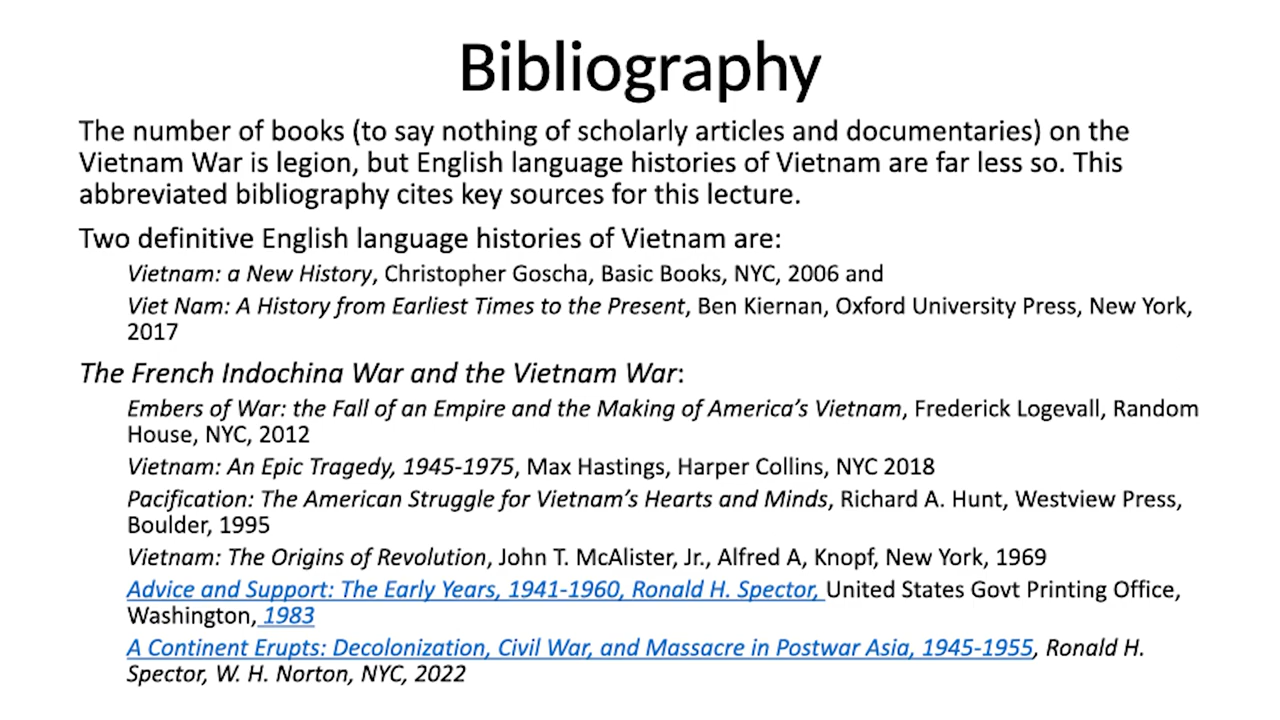 Bibliography
The number of books (to say nothing of scholarly articles and documentaries) on the
Vietnam War is legion, but English language histories of Vietnam are far less so. This
abbreviated bibliography cites key sources for this lecture.
Two definitive English language histories of Vietnam are:
Vietnam: a New History, Christopher Goscha, Basic Books, NYC, 2006 and
Viet Nam: A History from Earliest Times to the Present, Ben Kiernan, Oxford University Press, New York,
2017
The French Indochina War and the Vietnam War:
Embers of War: the Fall of an Empire and the Making of America’s Vietnam, Frederick Logevall, Random
House, NYC, 2012
Vietnam: An Epic Tragedy, 1945-1975, Max Hastings, Harper Collins, NYC 2018
Pacification: The American Struggle for Vietnam’s Hearts and Minds, Richard A. Hunt, Westview Press,
Boulder, 1995
Vietnam: The Origins of Revolution, John T. McAlister, Jr., Alfred A, Knopf, New York, 1969
Advice and Support: The Early Years, 1941-1960, Ronald H. Spector, United States Govt Printing Office,
Washington, 1983
A Continent Erupts: Decolonization, Civil War, and Massacre in Postwar Asia, 1945-1955, Ronald H.
Spector, W. H. Norton, NYC, 2022